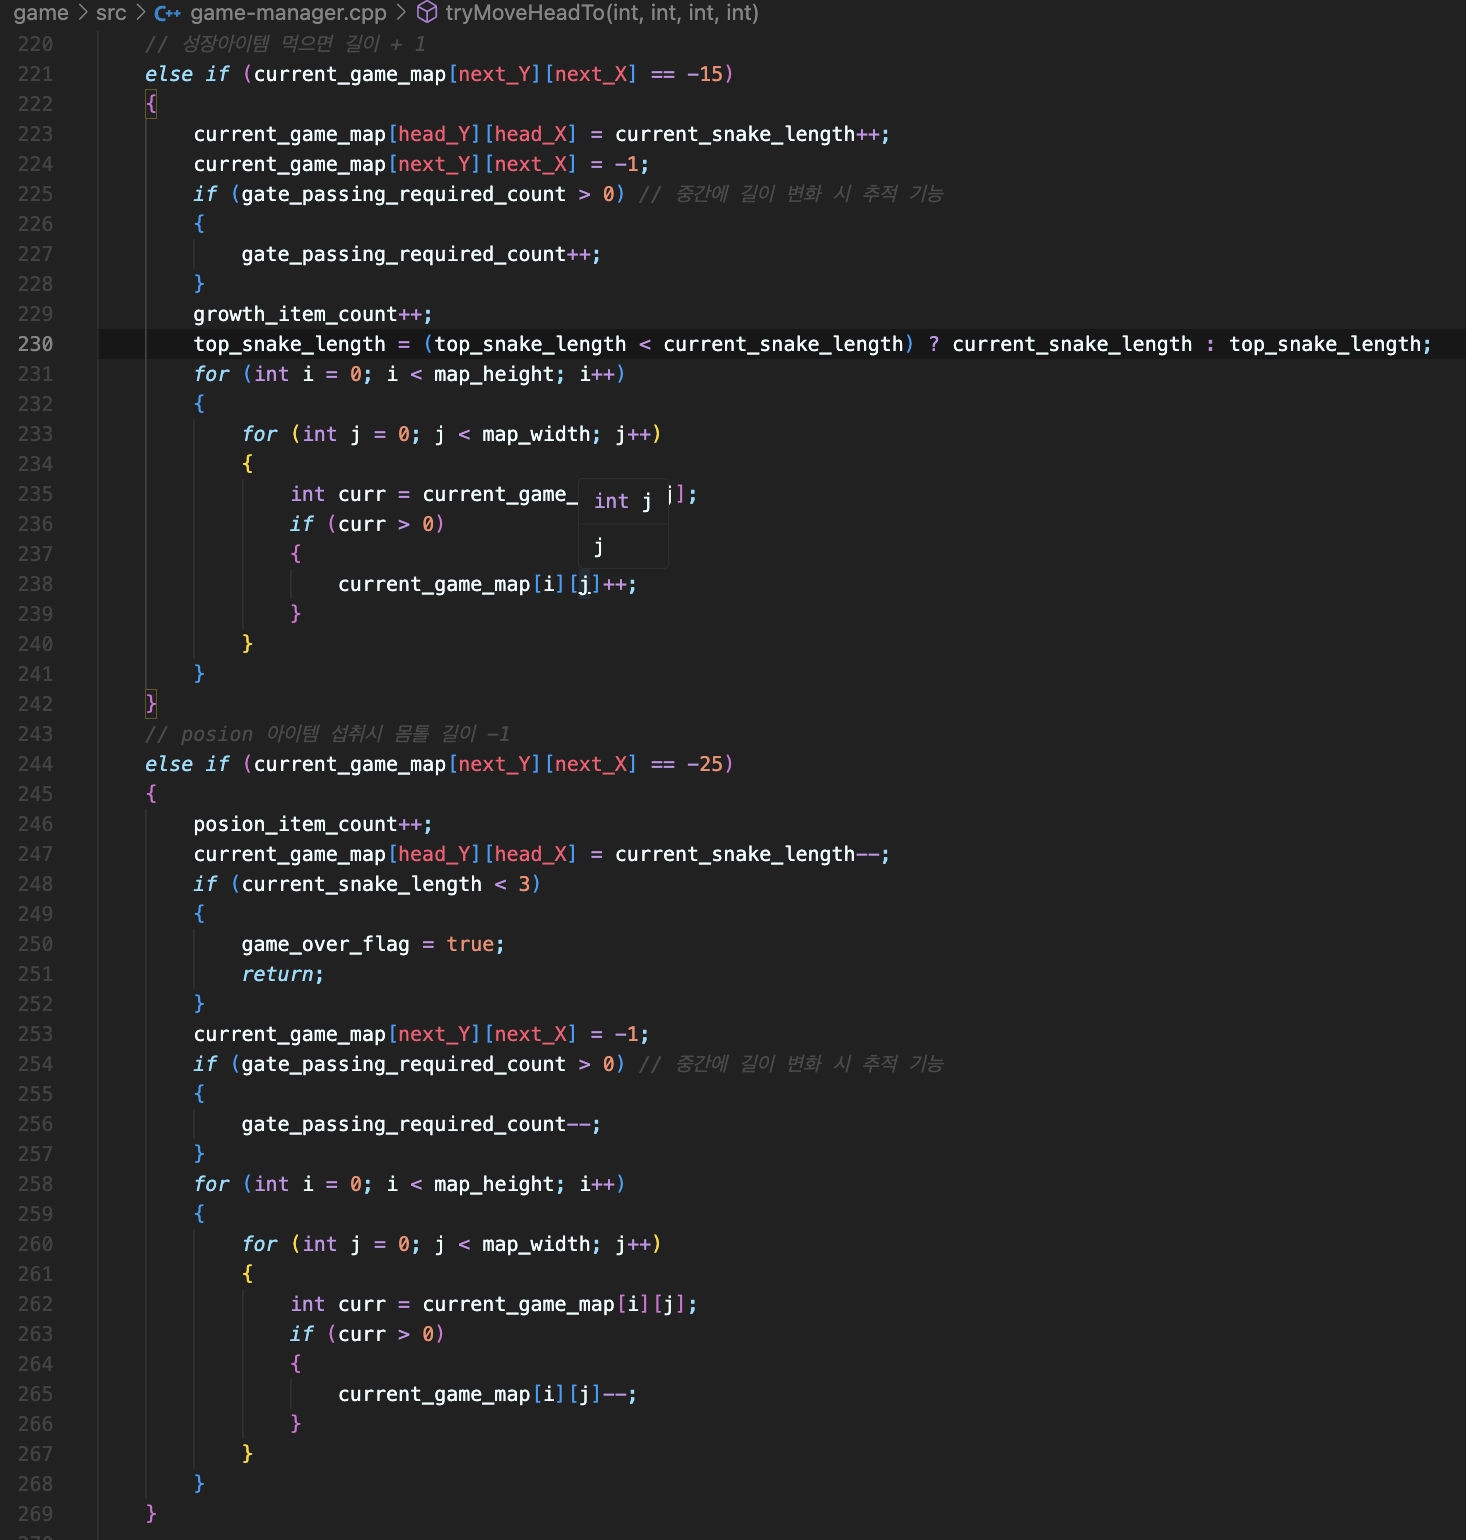 game > src > C++ game-manager.cpp > tryMoveHeadTo(int, int, int, int)
220 // 성장아이템 먹으면 길이 + 1
221 else if (current_game_map[next_Y][next_X] == -15)
222 {
223 current_game_map[head_Y][head_X] = current_snake_length++;
224 current_game_map[next_Y][next_X] = -1;
225 if (gate_passing_required_count > 0) // 중간에 길이 변화 시 추적 기능
226 {
227 gate_passing_required_count++;
228 }
229 growth_item_count++;
230 top_snake_length = (top_snake_length < current_snake_length) ? current_snake_length : top_snake_length;
231 for (int i = 0; i < map_height; i++)
232 {
233 for (int j = 0; j < map_width; j++)
234 {
235 int curr = current_game_ j];
int j
236 if (curr > 0)
237 {
j
238 current_game_map[i][j]++;
239 }
240 }
241 }
242 }
243 // posion 아이템 섭취시 몸톨 길이 -1
244 else if (current_game_map[next_Y][next_X] == -25)
245 {
246 posion_item_count++;
247 current_game_map[head_Y][head_X] = current_snake_length--;
248 if (current_snake_length < 3)
249 {
250 game_over_flag = true;
251 return;
252 }
253 current_game_map[next_Y][next_X] = -1;
254 if (gate_passing_required_count > 0) // 중간에 길이 변화 시 추적 기능
255 {
256 gate_passing_required_count--;
257 }
258 for (int i = 0; i < map_height; i++)
259 {
260 for (int j = 0; j < map_width; j++)
261 {
262 int curr = current_game_map[i][j];
263 if (curr > 0)
264 {
265 current_game_map[i][j]--;
266 }
267 }
268 }
269 }